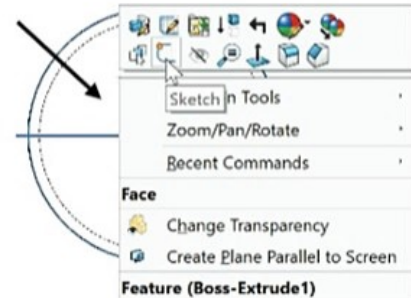 Sketch
n Tools
Zoom/Pan/Rotate
Recent Commands
Face
Change Transparency
Create Plane Parallel to Screen
Feature (Boss-Extrude1)